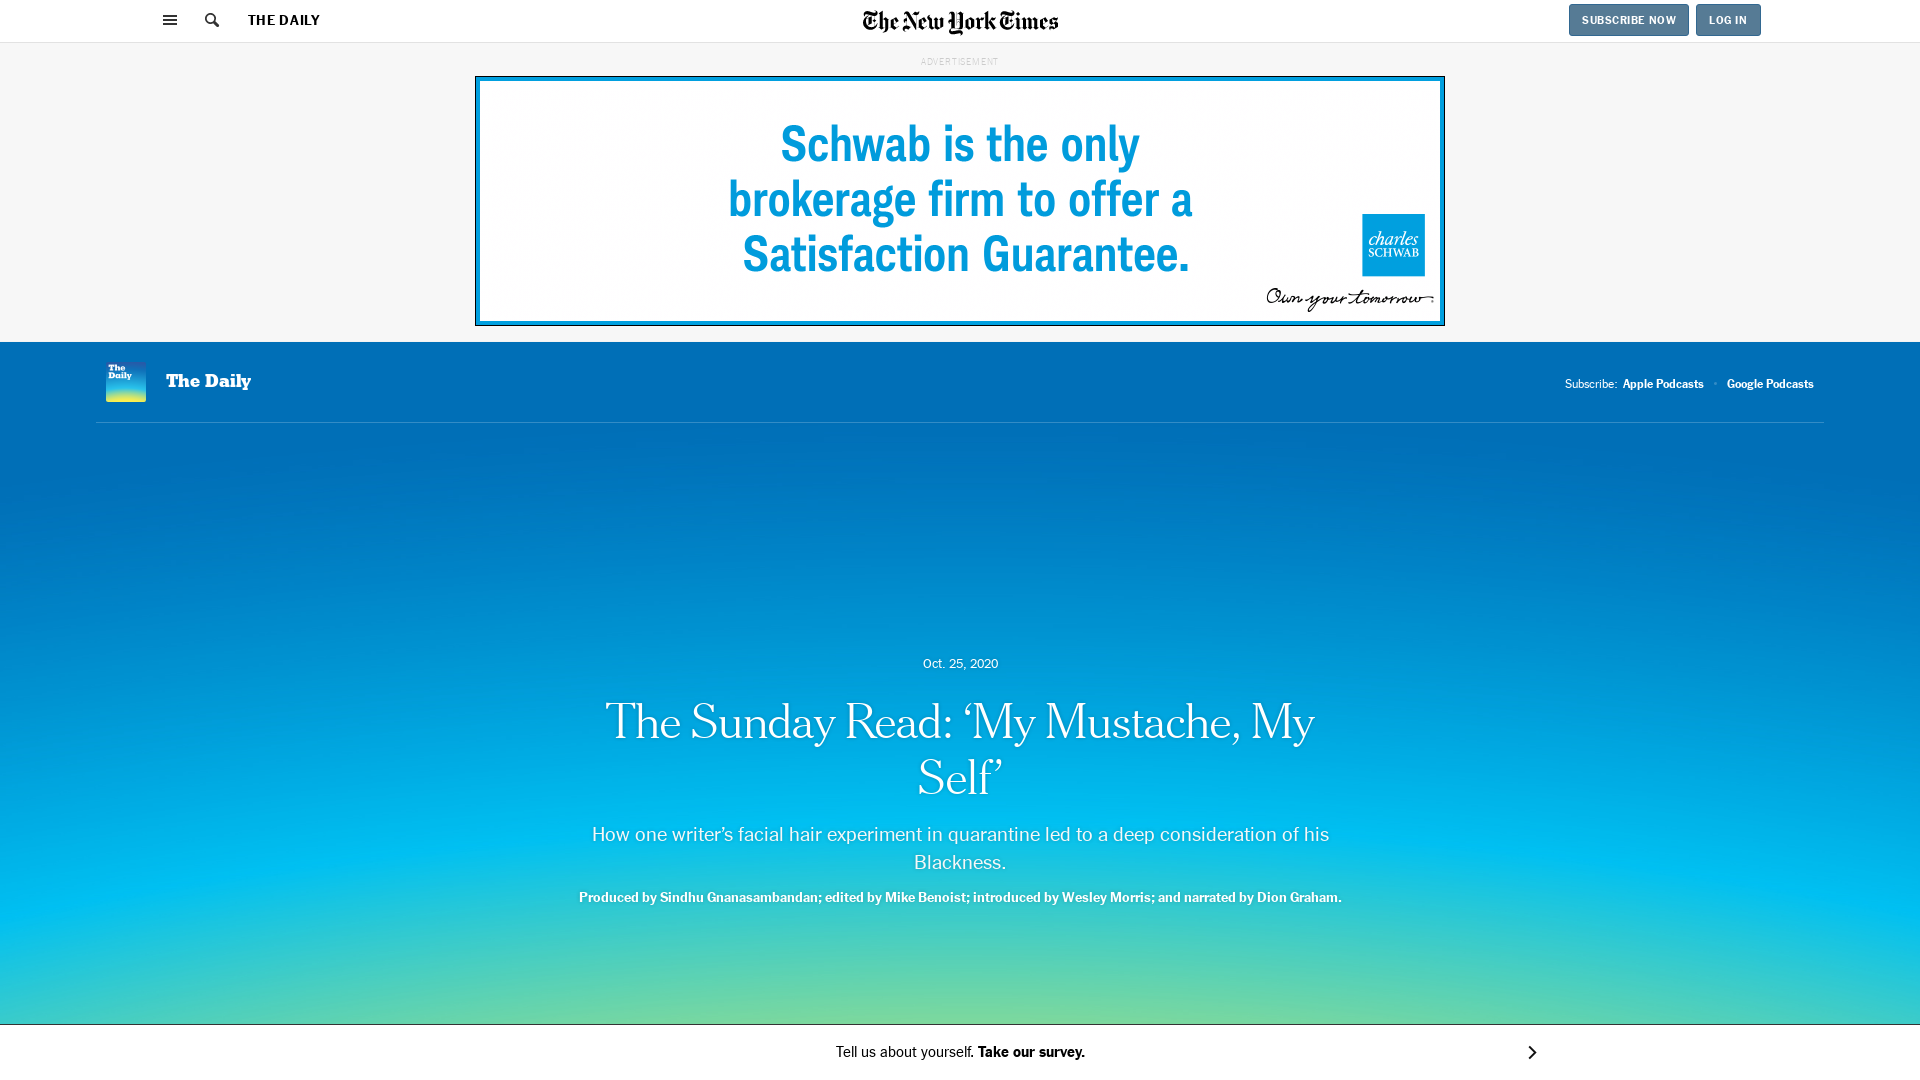 THE DAILY
The New York Times
SUBSCRIBE NOW
LOG IN
ADVERTISEMENT
Schwab is the only
brokerage firm to offer a
Satisfaction Guarantee.
charles
SCHWAB
Own your tomorrow
The
Daily
The Daily
Subscribe: Apple Podcasts • Google Podcasts
Oct. 25, 2020
The Sunday Read: ‘My Mustache, My
Self’
How one writer’s facial hair experiment in quarantine led to a deep consideration of his
Blackness.
Produced by Sindhu Gnanasambandan; edited by Mike Benoist; introduced by Wesley Morris; and narrated by Dion Graham.
Tell us about yourself. Take our survey.